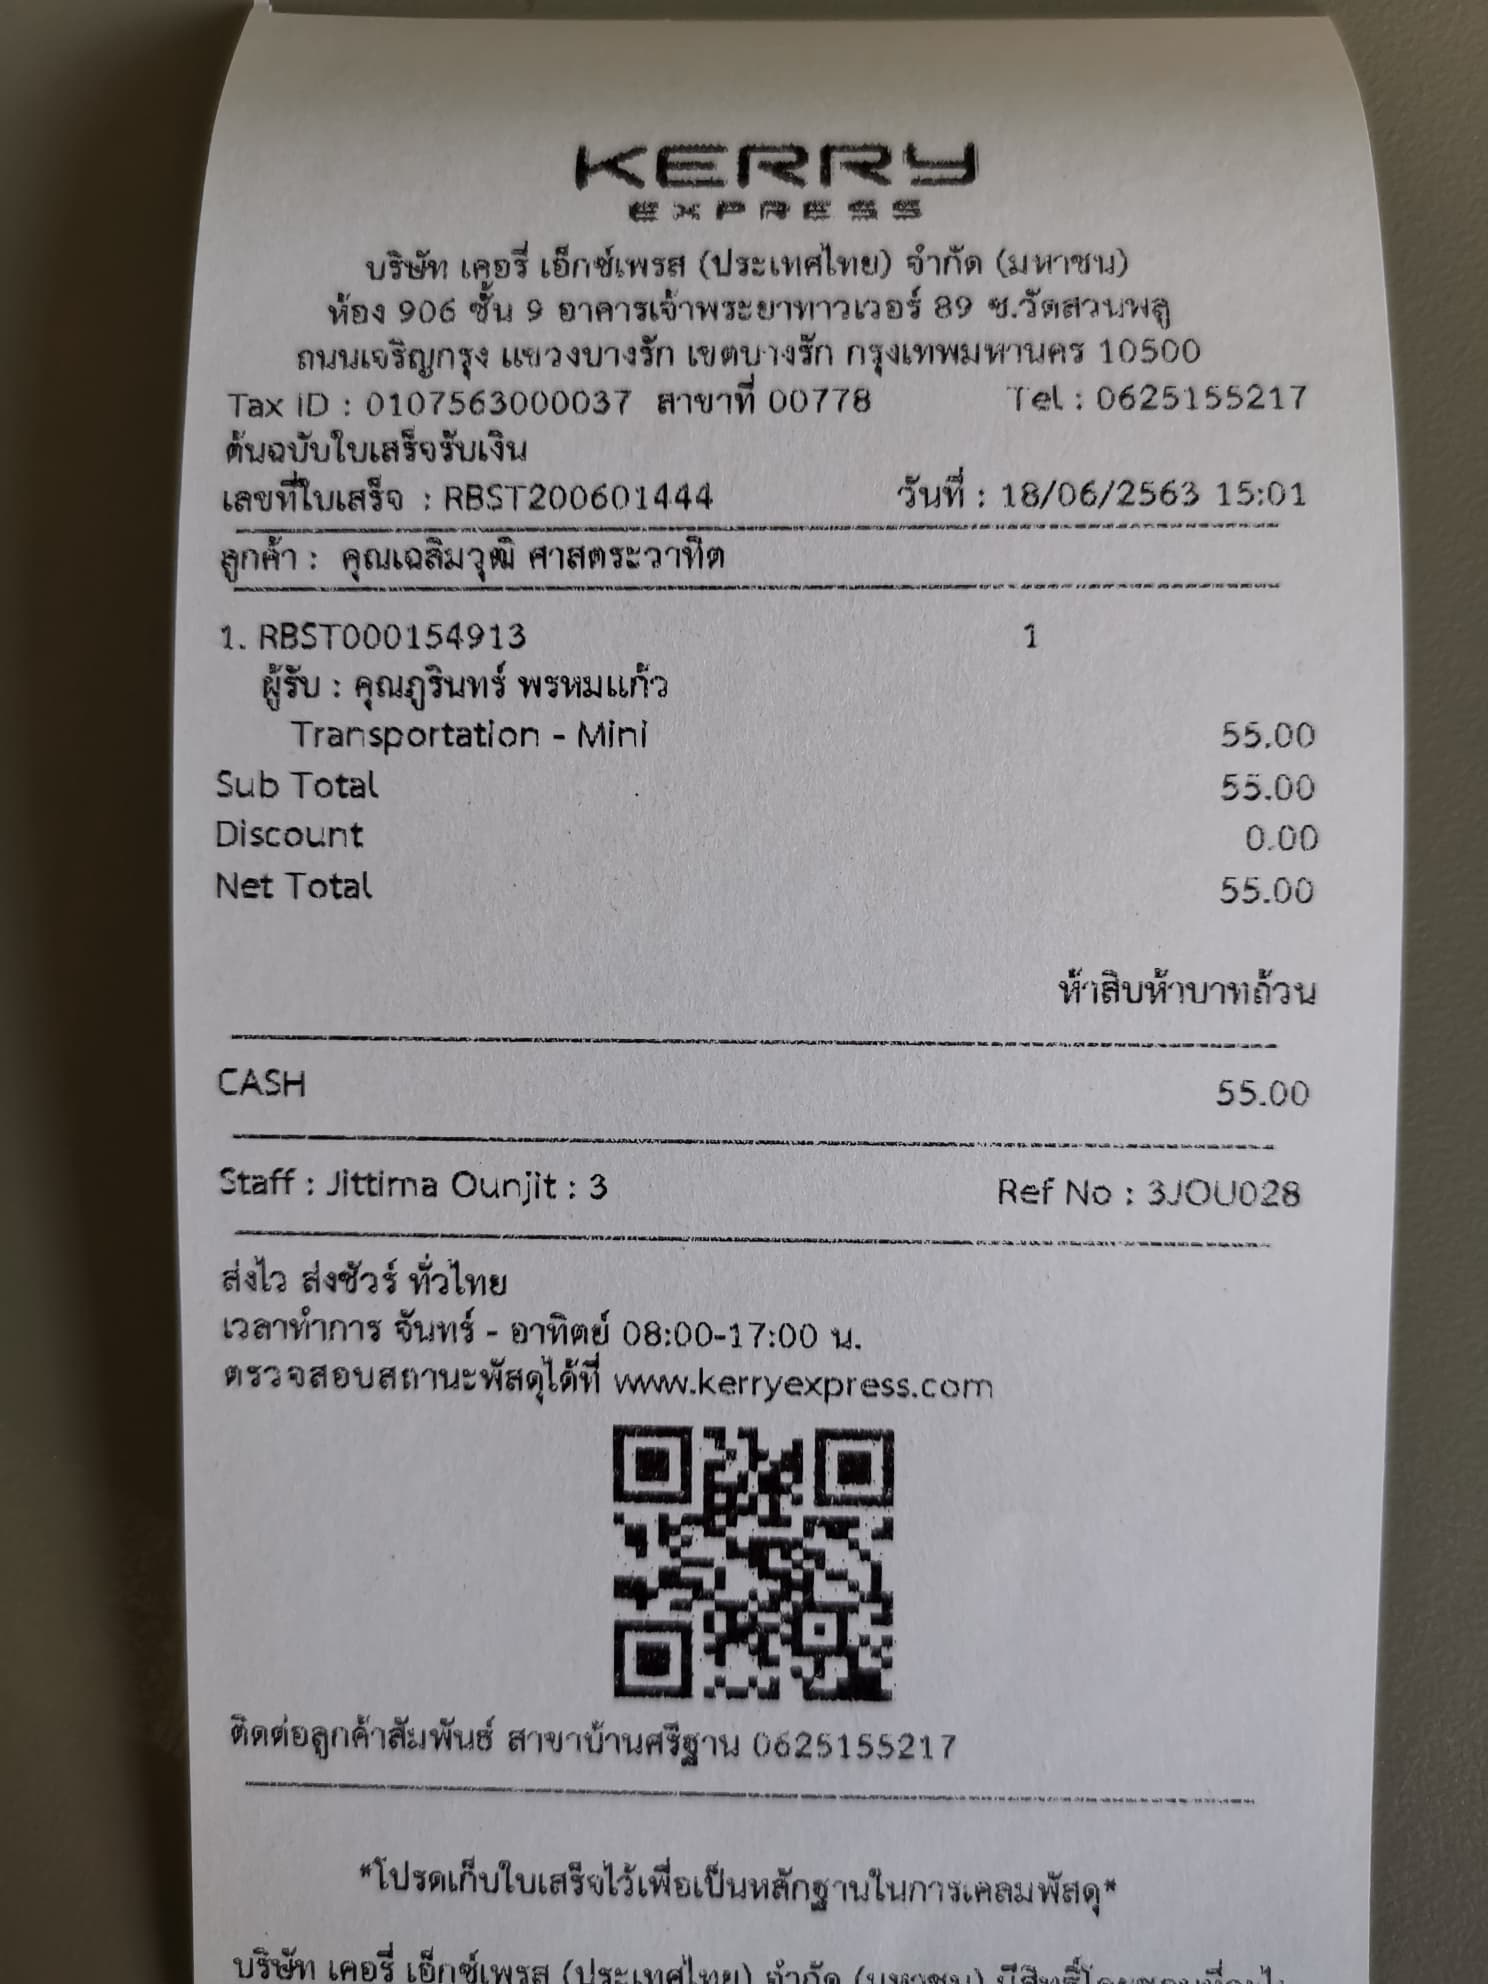 KERRY
EXPRESS
บริษัท เคอรี่ เอ็กซ์เพรส (ประเทศไทย) จำกัด (มหาชน)
ห้อง 906 ชั้น 9 อาคารเจ้าพระยาทาวเวอร์ 89 ซ.วัดสวนพลู
ถนนเจริญกรุง แขวงบางรัก เขตบางรัก กรุงเทพมหานคร 10500
Tax ID : 0107563000037 สาขาที่ 00778 Tel : 0625155217
ต้นฉบับใบเสร็จรับเงิน
เลขที่ใบเสร็จ : RBST200601444 วันที่ : 18/06/2563 15:01
ลูกค้า : คุณเฉลิมวุฒิ ศาสตระวาทิต
1. RBST000154913 1
ผู้รับ : คุณภูรินทร์ พรหมแก้ว
Transportation - Mini 55.00
Sub Total 55.00
Discount 0.00
Net Total 55.00
ห้าสิบห้าบาทถ้วน
CASH 55.00
Staff : Jittima Ounjit : 3 Ref No : 3JOU028
ส่งไว ส่งชัวร์ ทั่วไทย
เวลาทำการ จันทร์ - อาทิตย์ 08:00-17:00 น.
ตรวจสอบสถานะพัสดุได้ที่ www.kerryexpress.com
ติดต่อลูกค้าสัมพันธ์ สาขาบ้านศรีฐาน 0625155217
*โปรดเก็บใบเสร็จไว้เพื่อเป็นหลักฐานในการเคลมพัสดุ*
บริษัท เคอรี่ เอ็กซ์เพรส (ประเทศไทย) จำกัด (มหาชน)